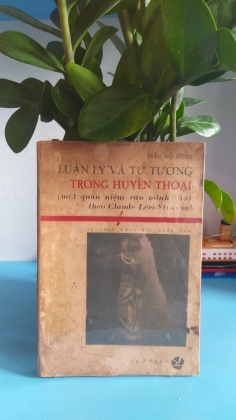 TRẦN ĐỖ DŨNG
LUẬN LÝ VÀ TƯ TƯỞNG
TRONG HUYỀN THOẠI
(một quan niệm văn minh mới
theo Claude Lévi-Strauss)